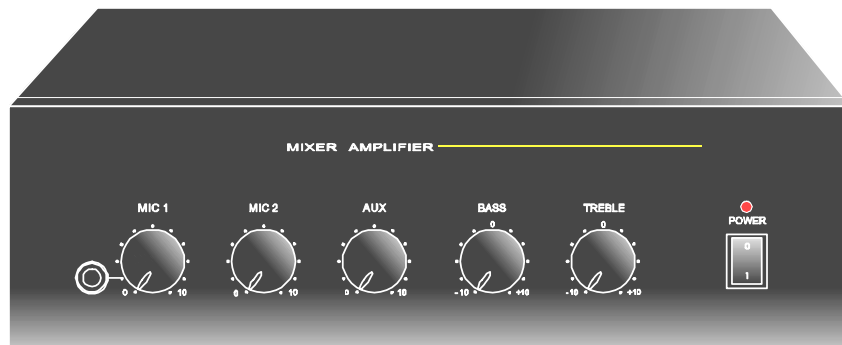 MIXER AMPLIFIER
MIC 1 MIC 2 AUX BASS TREBLE
POWER
0 0
0
1
0 10 0 10 0 10 -10 +10 -10 +10